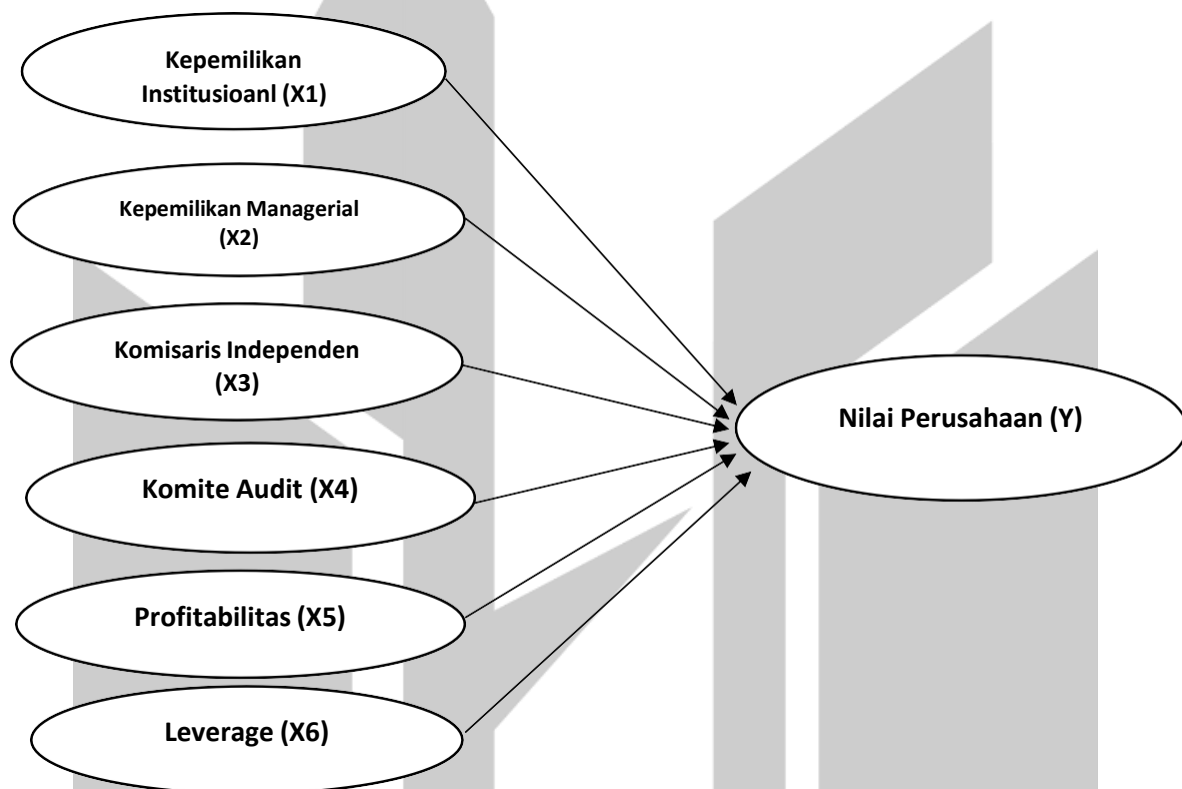 Kepemilikan
Institusioanl (X1)
Kepemilikan Managerial
(X2)
Komisaris Independen
(X3)
Komite Audit (X4)
Profitabilitas (X5)
Leverage (X6)
Nilai Perusahaan (Y)